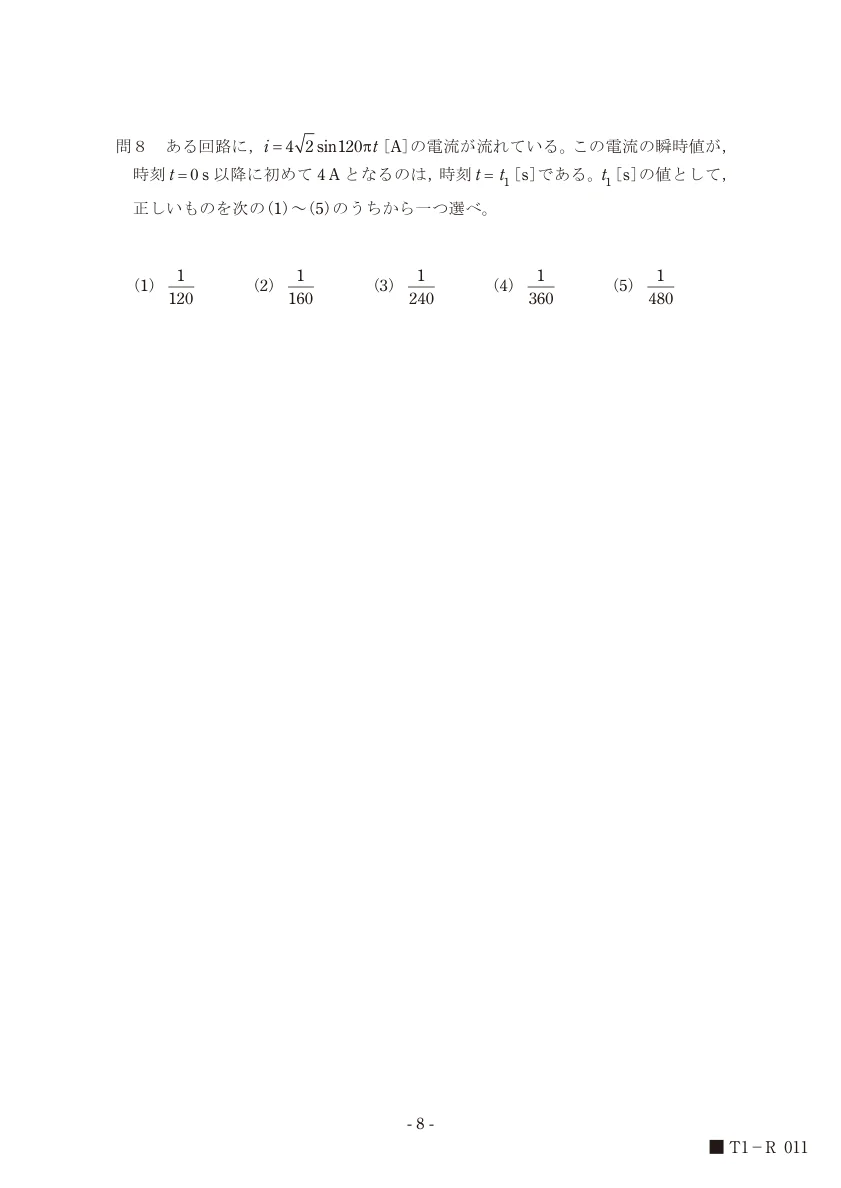 問8 ある回路に，i=4√2 sin120πt［A］の電流が流れている。この電流の瞬時値が，
時刻 t=0 s 以降に初めて 4 A となるのは，時刻 t= t₁［s］である。t₁［s］の値として，
正しいものを次の(1)～(5)のうちから一つ選べ。
(1) 1/120 (2) 1/160 (3) 1/240 (4) 1/360 (5) 1/480
- 8 -
■ T1－R 011